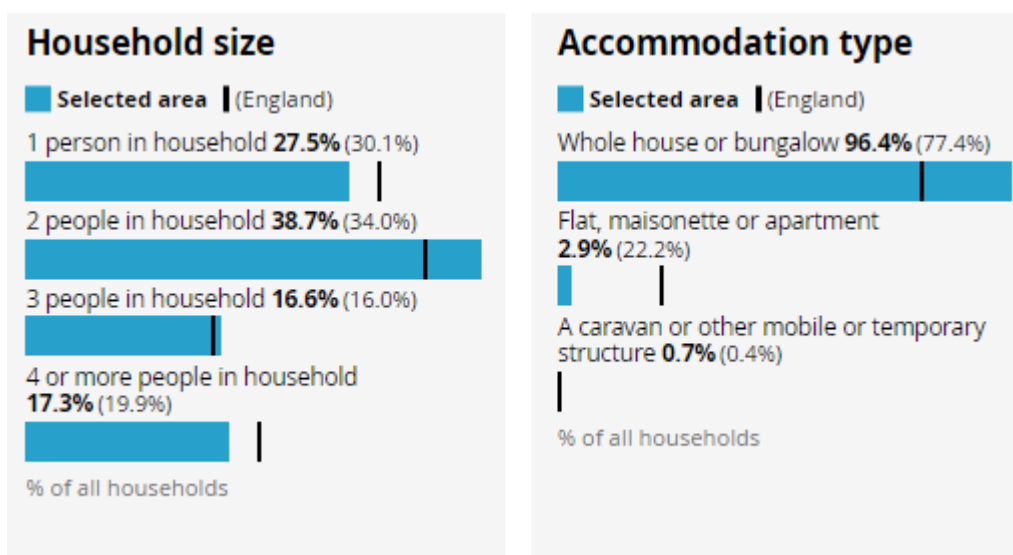 Household size
Selected area (England)
1 person in household 27.5% (30.1%)
2 people in household 38.7% (34.0%)
3 people in household 16.6% (16.0%)
4 or more people in household
17.3% (19.9%)
% of all households
Accommodation type
Selected area (England)
Whole house or bungalow 96.4% (77.4%)
Flat, maisonette or apartment
2.9% (22.2%)
A caravan or other mobile or temporary
structure 0.7% (0.4%)
% of all households